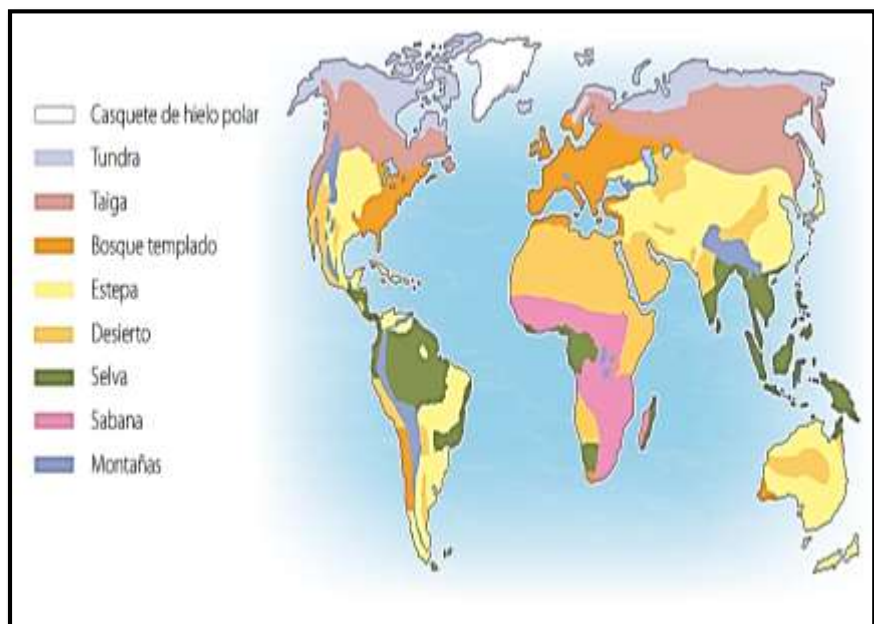 Casquete de hielo polar
Tundra
Taiga
Bosque templado
Estepa
Desierto
Selva
Sabana
Montañas